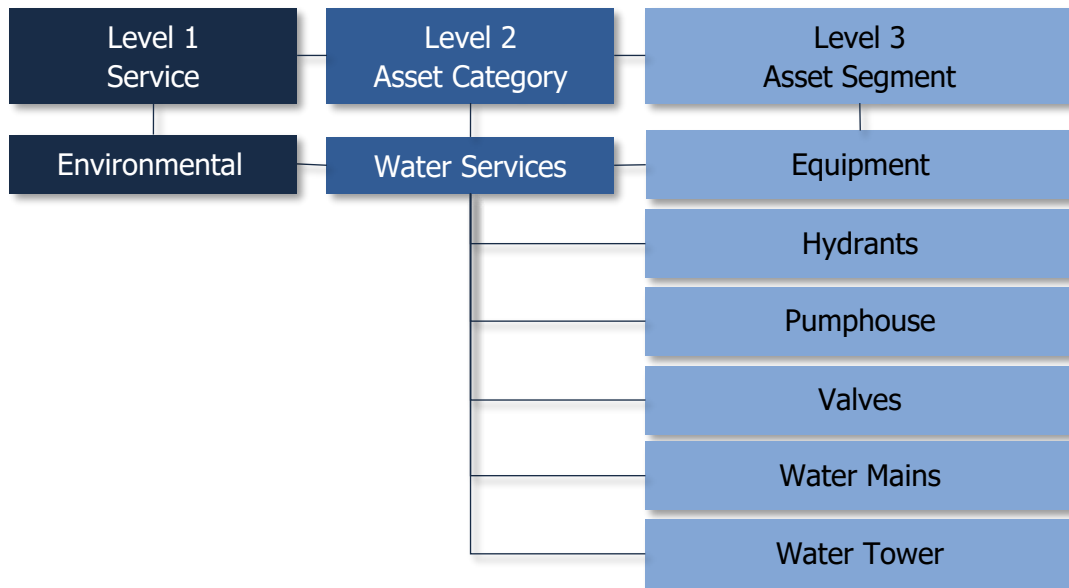 Level 1
Service
Level 2
Asset Category
Level 3
Asset Segment
Environmental
Water Services
Equipment
Hydrants
Pumphouse
Valves
Water Mains
Water Tower